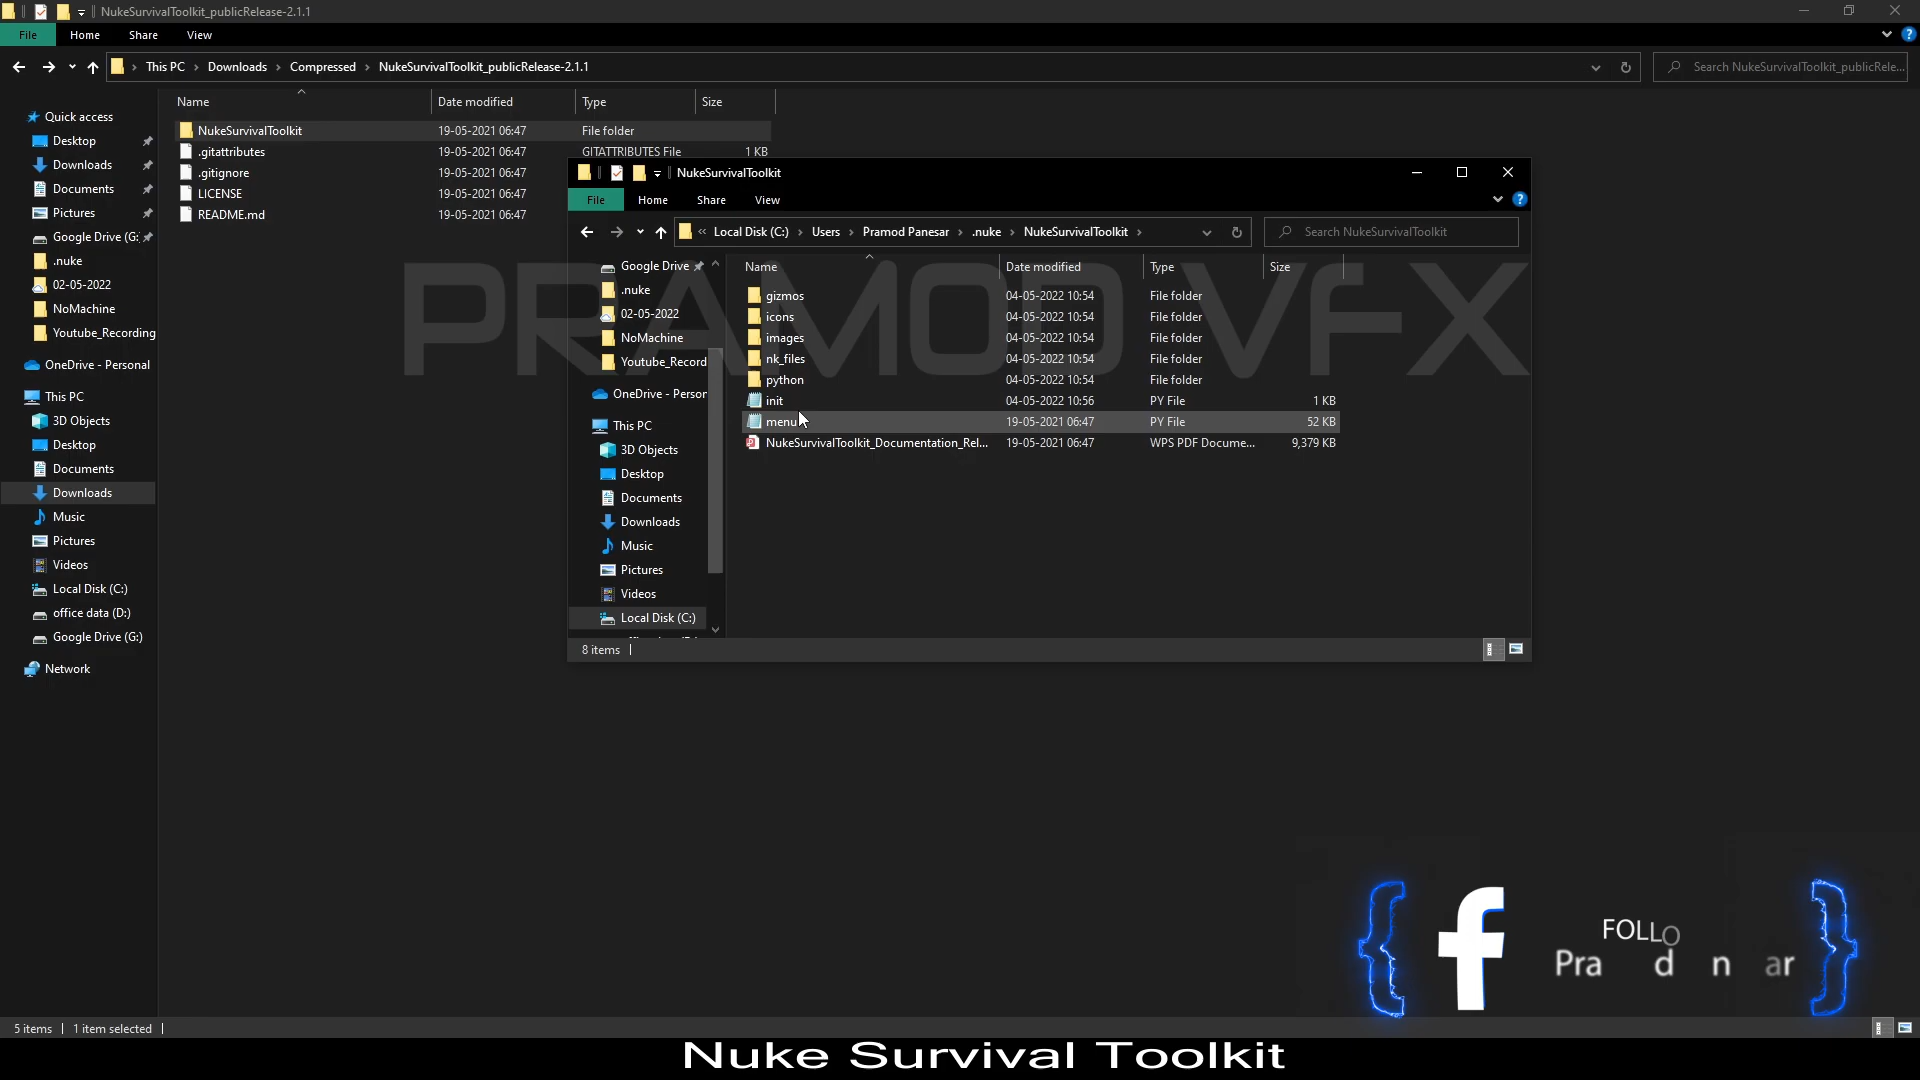 NukeSurvivalToolkit_publicRelease-2.1.1
File Home Share View
This PC Downloads Compressed NukeSurvivalToolkit_publicRelease-2.1.1
Search NukeSurvivalToolkit_publicRele...
Name Date modified Type Size
NukeSurvivalToolkit 19-05-2021 06:47 File folder
.gitattributes 19-05-2021 06:47 GITATTRIBUTES File 1 KB
.gitignore 19-05-2021 06:47
LICENSE 19-05-2021 06:47
README.md 19-05-2021 06:47
Quick access
Desktop
Downloads
Documents
Pictures
Google Drive (G:
.nuke
02-05-2022
NoMachine
Youtube_Recording
OneDrive - Personal
This PC
3D Objects
Desktop
Documents
Downloads
Music
Pictures
Videos
Local Disk (C:)
office data (D:)
Google Drive (G:)
Network
NukeSurvivalToolkit
File Home Share View
« Local Disk (C:) Users Pramod Panesar .nuke NukeSurvivalToolkit
Search NukeSurvivalToolkit
Google Drive
.nuke
02-05-2022
NoMachine
Youtube_Record
OneDrive - Person
This PC
3D Objects
Desktop
Documents
Downloads
Music
Pictures
Videos
Local Disk (C:)
Name Date modified Type Size
gizmos 04-05-2022 10:54 File folder
icons 04-05-2022 10:54 File folder
images 04-05-2022 10:54 File folder
nk_files 04-05-2022 10:54 File folder
python 04-05-2022 10:54 File folder
init 04-05-2022 10:56 PY File 1 KB
menu 19-05-2021 06:47 PY File 52 KB
NukeSurvivalToolkit_Documentation_Rel... 19-05-2021 06:47 WPS PDF Docume... 9,379 KB
8 items
PRAMOD VFX
f
FOLLO
Pra d n ar
5 items 1 item selected
Nuke Survival Toolkit